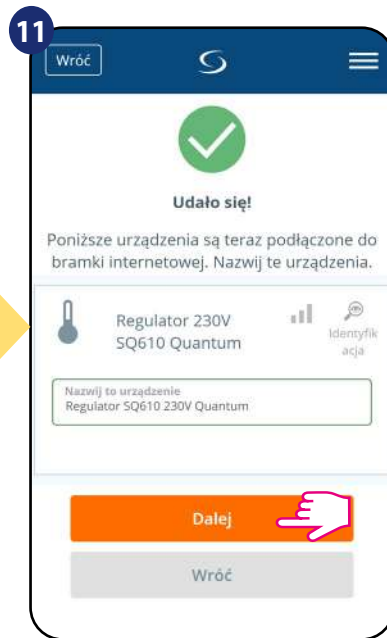 11
Wróć
Udało się!
Poniższe urządzenia są teraz podłączone do
bramki internetowej. Nazwij te urządzenia.
Regulator 230V
SQ610 Quantum
Identyfik
acja
Nazwij to urządzenie
Regulator SQ610 230V Quantum
Dalej
Wróć